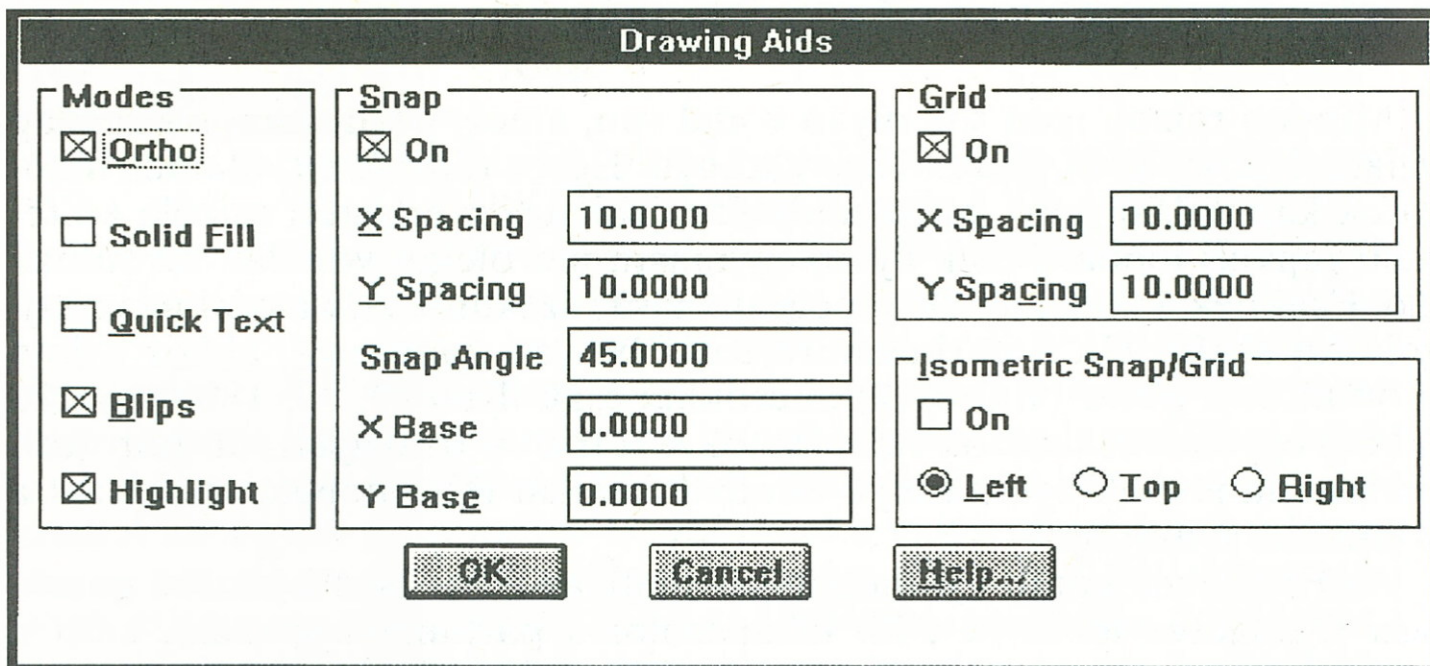 Drawing Aids
Modes
Ortho
Solid Fill
Quick Text
Blips
Highlight
Snap
On
X Spacing 10.0000
Y Spacing 10.0000
Snap Angle 45.0000
X Base 0.0000
Y Base 0.0000
Grid
On
X Spacing 10.0000
Y Spacing 10.0000
Isometric Snap/Grid
On
Left Top Right
OK Cancel Help...